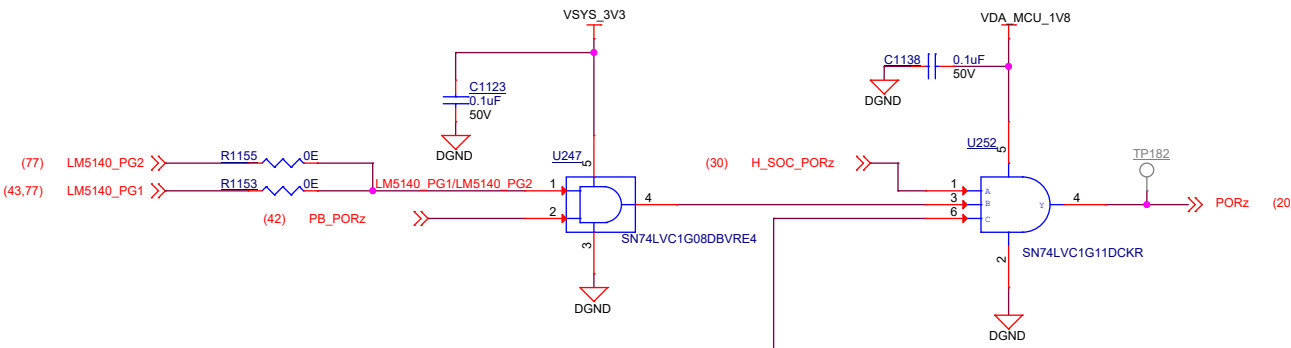 VSYS_3V3
VDA_MCU_1V8
C1138 0.1uF
50V
DGND
C1123
0.1uF
50V
DGND
U247 5
U252 5
(77) LM5140_PG2 R1155 0E
(30) H_SOC_PORz
TP182
(43,77) LM5140_PG1 R1153 0E LM5140_PG1/LM5140_PG2 1
4
1 A
3 B
6 C
Y 4
PORz (20
(42) PB_PORz 2
SN74LVC1G08DBVRE4
3
SN74LVC1G11DCKR
2
DGND
DGND